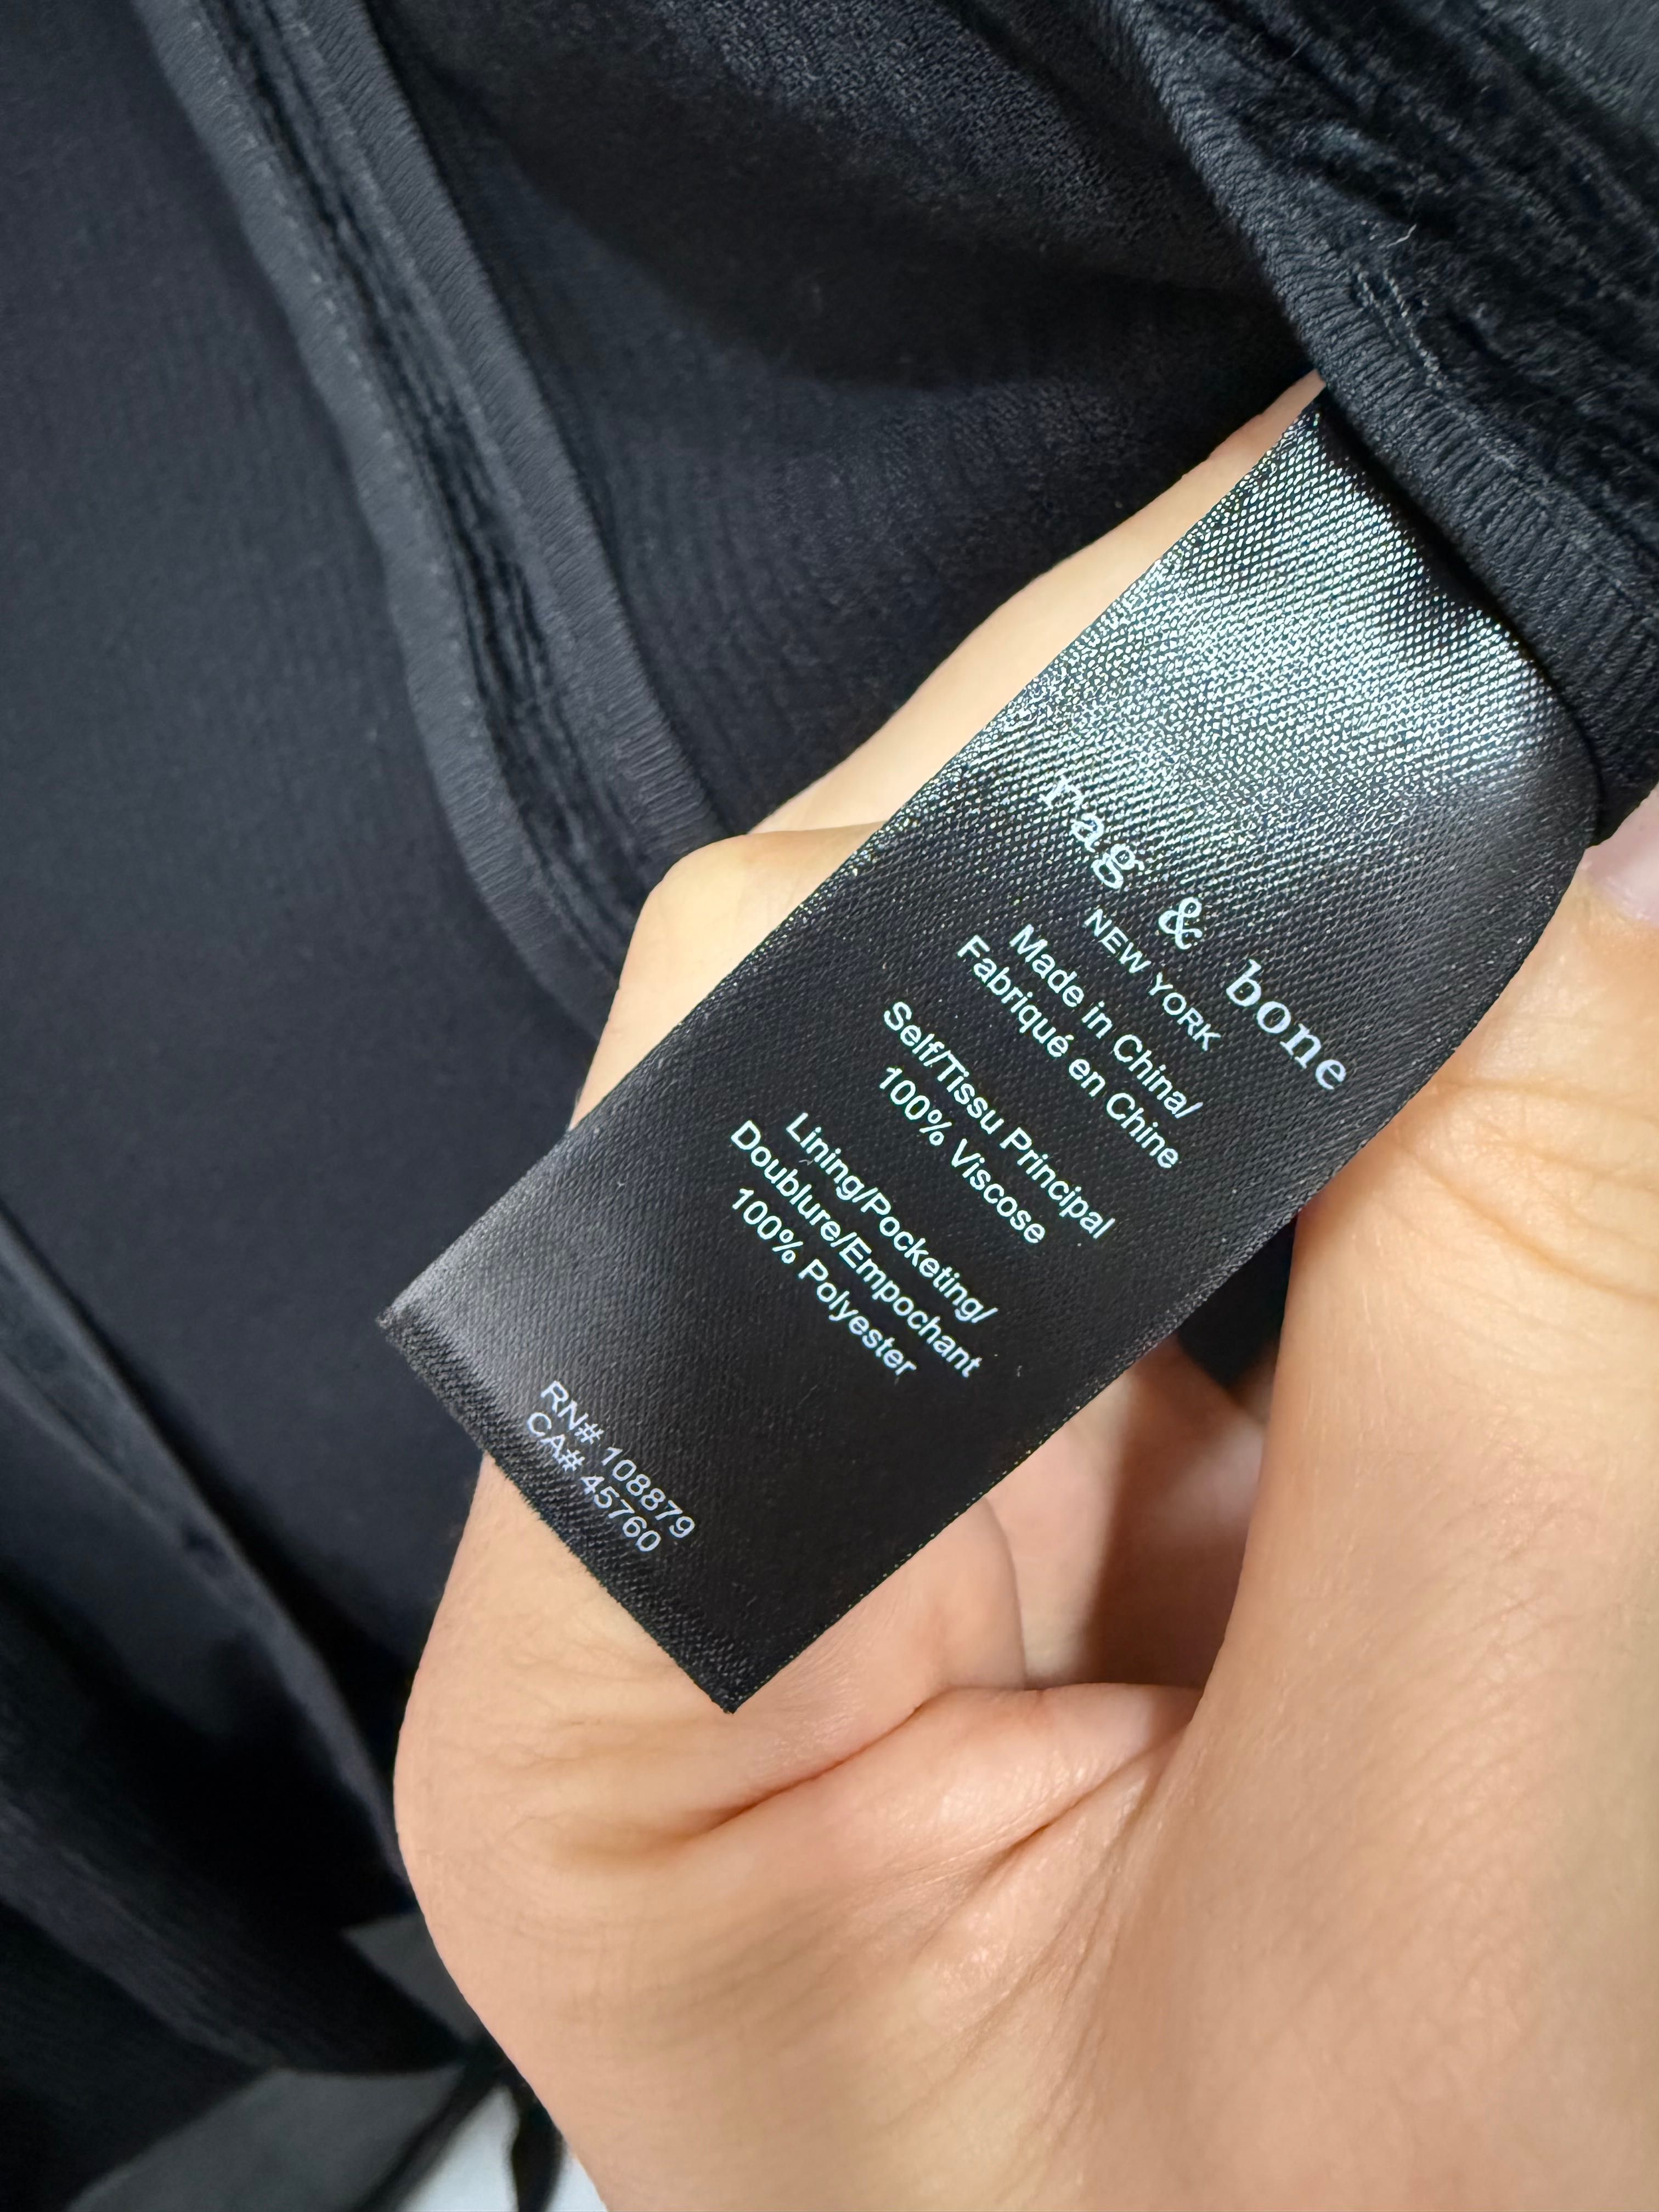 rag & bone
NEW YORK
Made in China/
Fabriqué en Chine
Self/Tissu Principal
100% Viscose
Lining/Pocketing/
Doublure/Empochant
100% Polyester
RN# 108879
CA# 45760